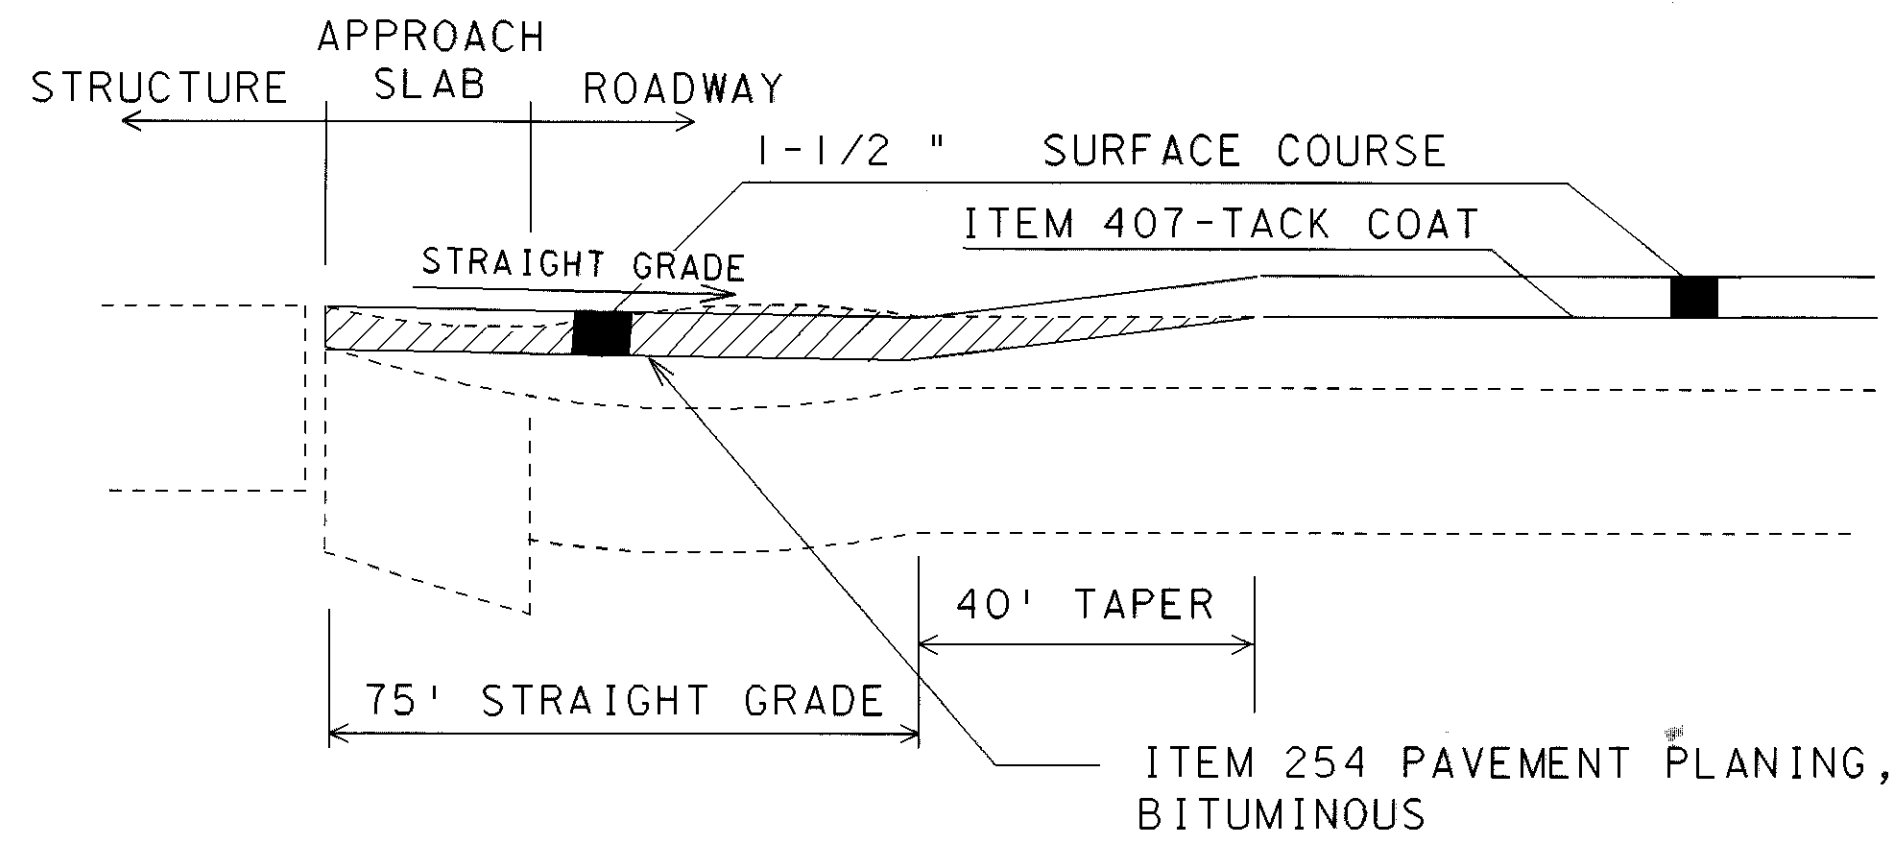 APPROACH
SLAB
STRUCTURE
ROADWAY
1-1/2 " SURFACE COURSE
ITEM 407-TACK COAT
STRAIGHT GRADE
40' TAPER
75' STRAIGHT GRADE
ITEM 254 PAVEMENT PLANING,
BITUMINOUS